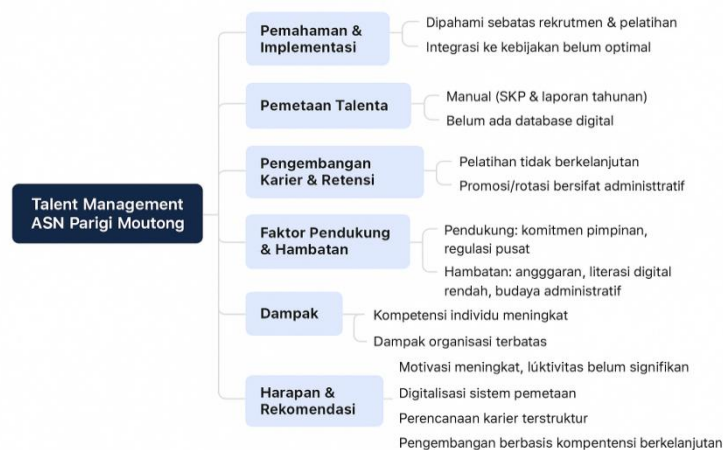 Talent Management
ASN Parigi Moutong
Pemahaman &
Implementasi
Dipahami sebatas rekrutmen & pelatihan
Integrasi ke kebijakan belum optimal
Pemetaan Talenta
Manual (SKP & laporan tahunan)
Belum ada database digital
Pengembangan
Karier & Retensi
Pelatihan tidak berkelanjutan
Promosi/rotasi bersifat administtratif
Faktor Pendukung
& Hambatan
Pendukung: komitmen pimpinan,
regulasi pusat
Hambatan: angggaran, literasi digital
rendah, budaya administratif
Dampak
Kompetensi individu meningkat
Dampak organisasi terbatas
Harapan &
Rekomendasi
Motivasi meningkat, lúktivitas belum signifikan
Digitalisasi sistem pemetaan
Perencanaan karier terstruktur
Pengembangan berbasis kompentensi berkelanjutan